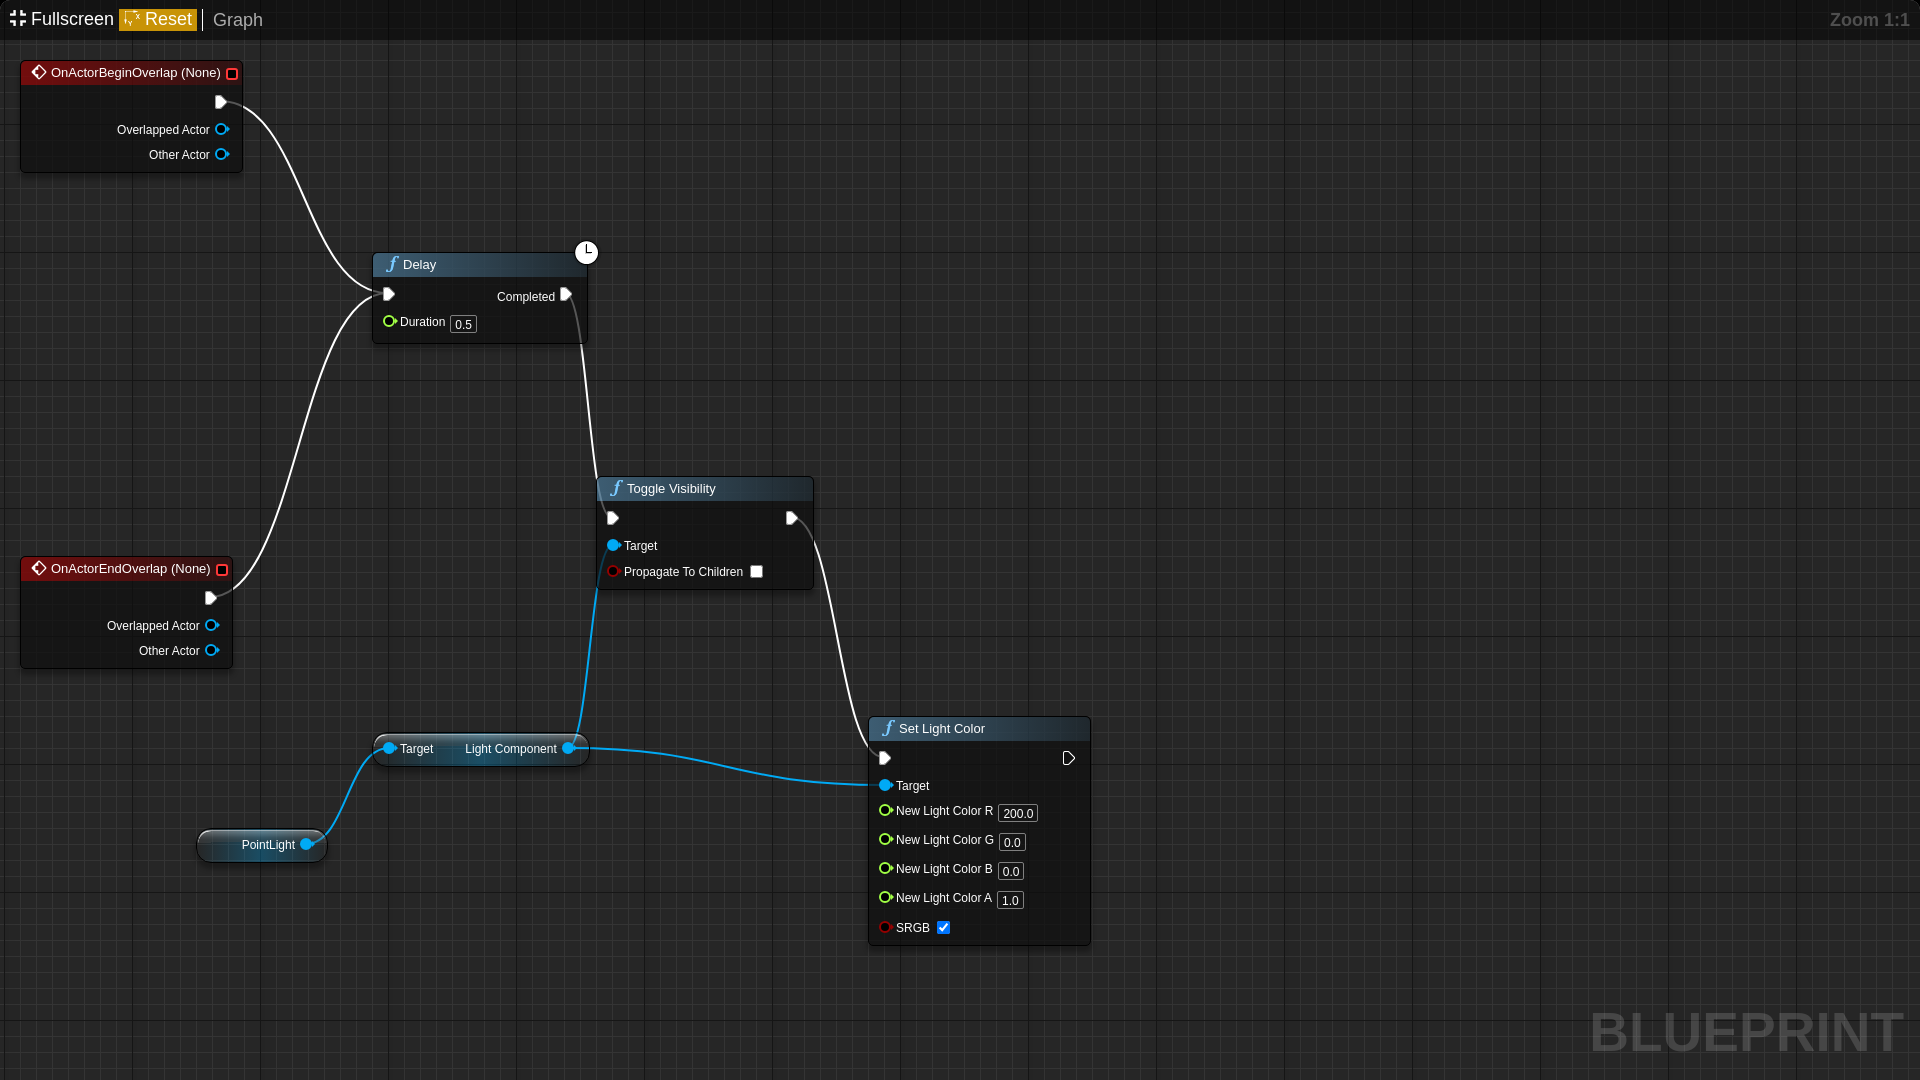 Fullscreen Reset Graph
Zoom 1:1
OnActorBeginOverlap (None)
Overlapped Actor
Other Actor
Delay
Completed
Duration 0.5
Toggle Visibility
Target
Propagate To Children
OnActorEndOverlap (None)
Overlapped Actor
Other Actor
Target Light Component
PointLight
Set Light Color
Target
New Light Color R 200.0
New Light Color G 0.0
New Light Color B 0.0
New Light Color A 1.0
SRGB
BLUEPRINT